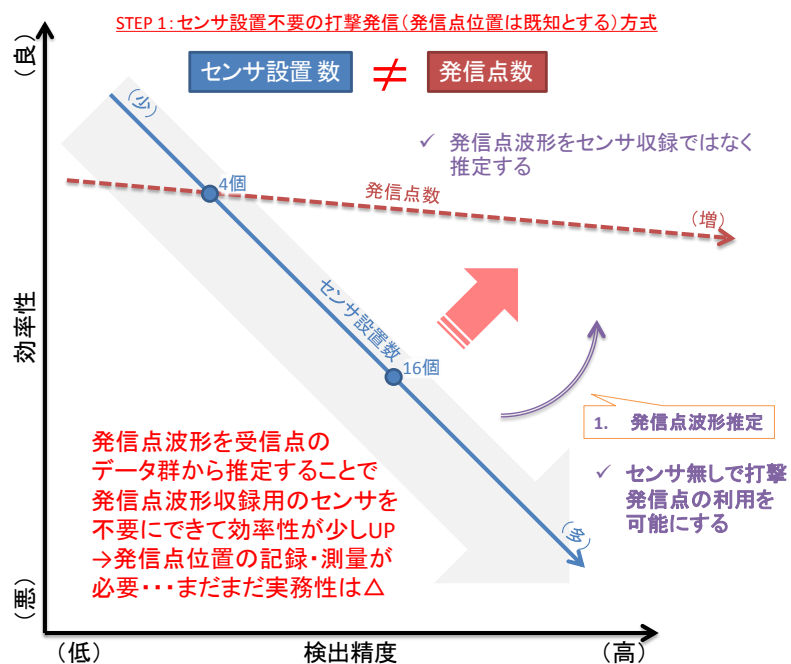 STEP 1：センサ設置不要の打撃発信（発信点位置は既知とする）方式
センサ設置数
≠
発信点数
（良）
（少）
✓ 発信点波形をセンサ収録ではなく
推定する
4個
発信点数
（増）
効率性
センサ設置数
16個
1. 発信点波形推定
✓ センサ無しで打撃
発信点の利用を
可能にする
発信点波形を受信点の
データ群から推定することで
発信点波形収録用のセンサを
不要にできて効率性が少しUP
→発信点位置の記録・測量が
必要・・・まだまだ実務性は△
（多）
（悪）
（低）
検出精度
（高）